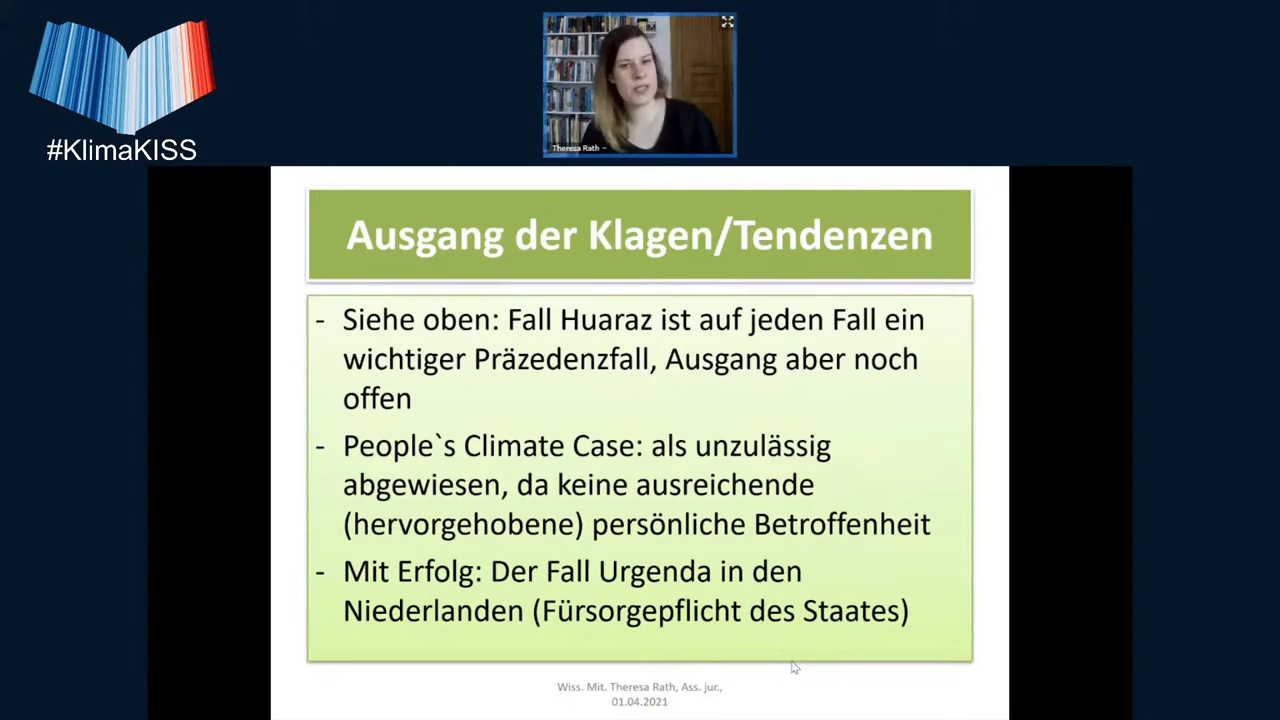 #KlimaKISS
Theresa Rath –
Ausgang der Klagen/Tendenzen
- Siehe oben: Fall Huaraz ist auf jeden Fall ein
wichtiger Präzedenzfall, Ausgang aber noch
offen
- People`s Climate Case: als unzulässig
abgewiesen, da keine ausreichende
(hervorgehobene) persönliche Betroffenheit
- Mit Erfolg: Der Fall Urgenda in den
Niederlanden (Fürsorgepflicht des Staates)
Wiss. Mit. Theresa Rath, Ass. jur.,
01.04.2021